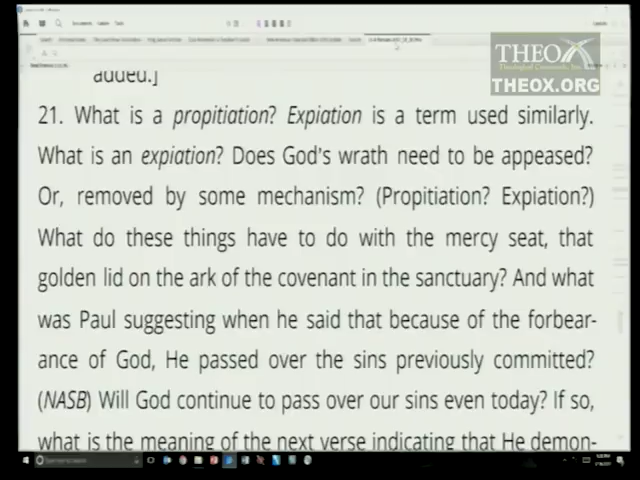 THEOX
THEOX.ORG
added.]
21. What is a propitiation? Expiation is a term used similarly.
What is an expiation? Does God's wrath need to be appeased?
Or, removed by some mechanism? (Propitiation? Expiation?)
What do these things have to do with the mercy seat, that
golden lid on the ark of the covenant in the sanctuary? And what
was Paul suggesting when he said that because of the forbear-
ance of God, He passed over the sins previously committed?
(NASB) Will God continue to pass over our sins even today? If so,
what is the meaning of the next verse indicating that He demon-